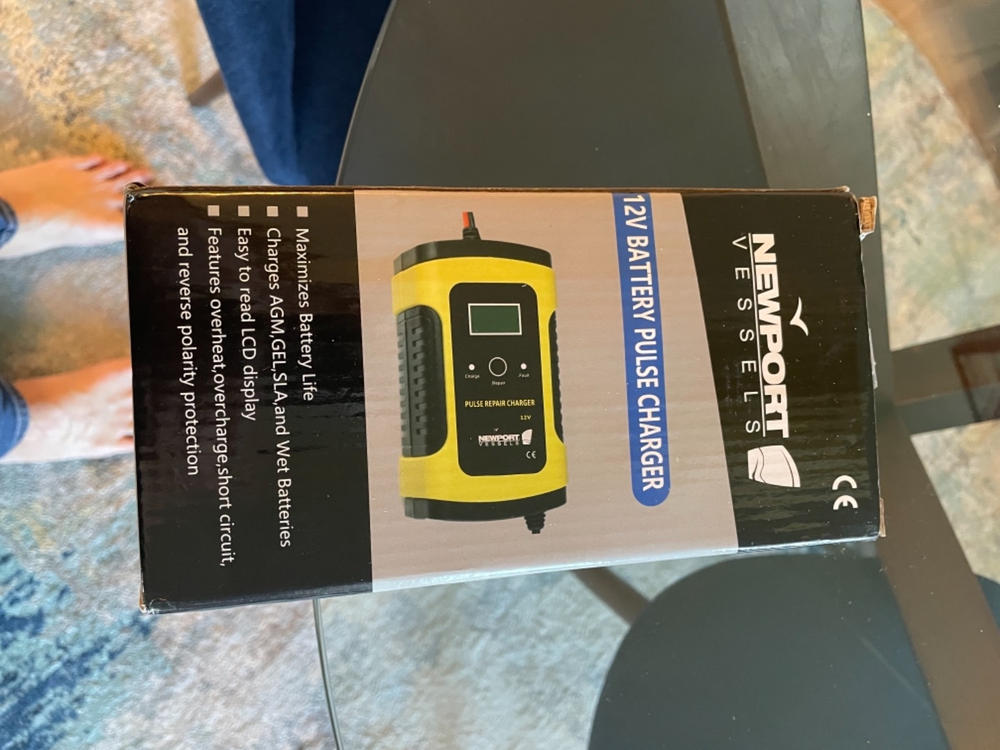 CE
NEWPORT
VESSELS
12V BATTERY PULSE CHARGER
Charge
Repair
Fault
PULSE REPAIR CHARGER
12V
NEWPORT
VESSELS
CE
Maximizes Battery Life
Charges AGM,GEL,SLA,and Wet Batteries
Easy to read LCD display
Features overheat,overcharge,short circuit,
and reverse polarity protection